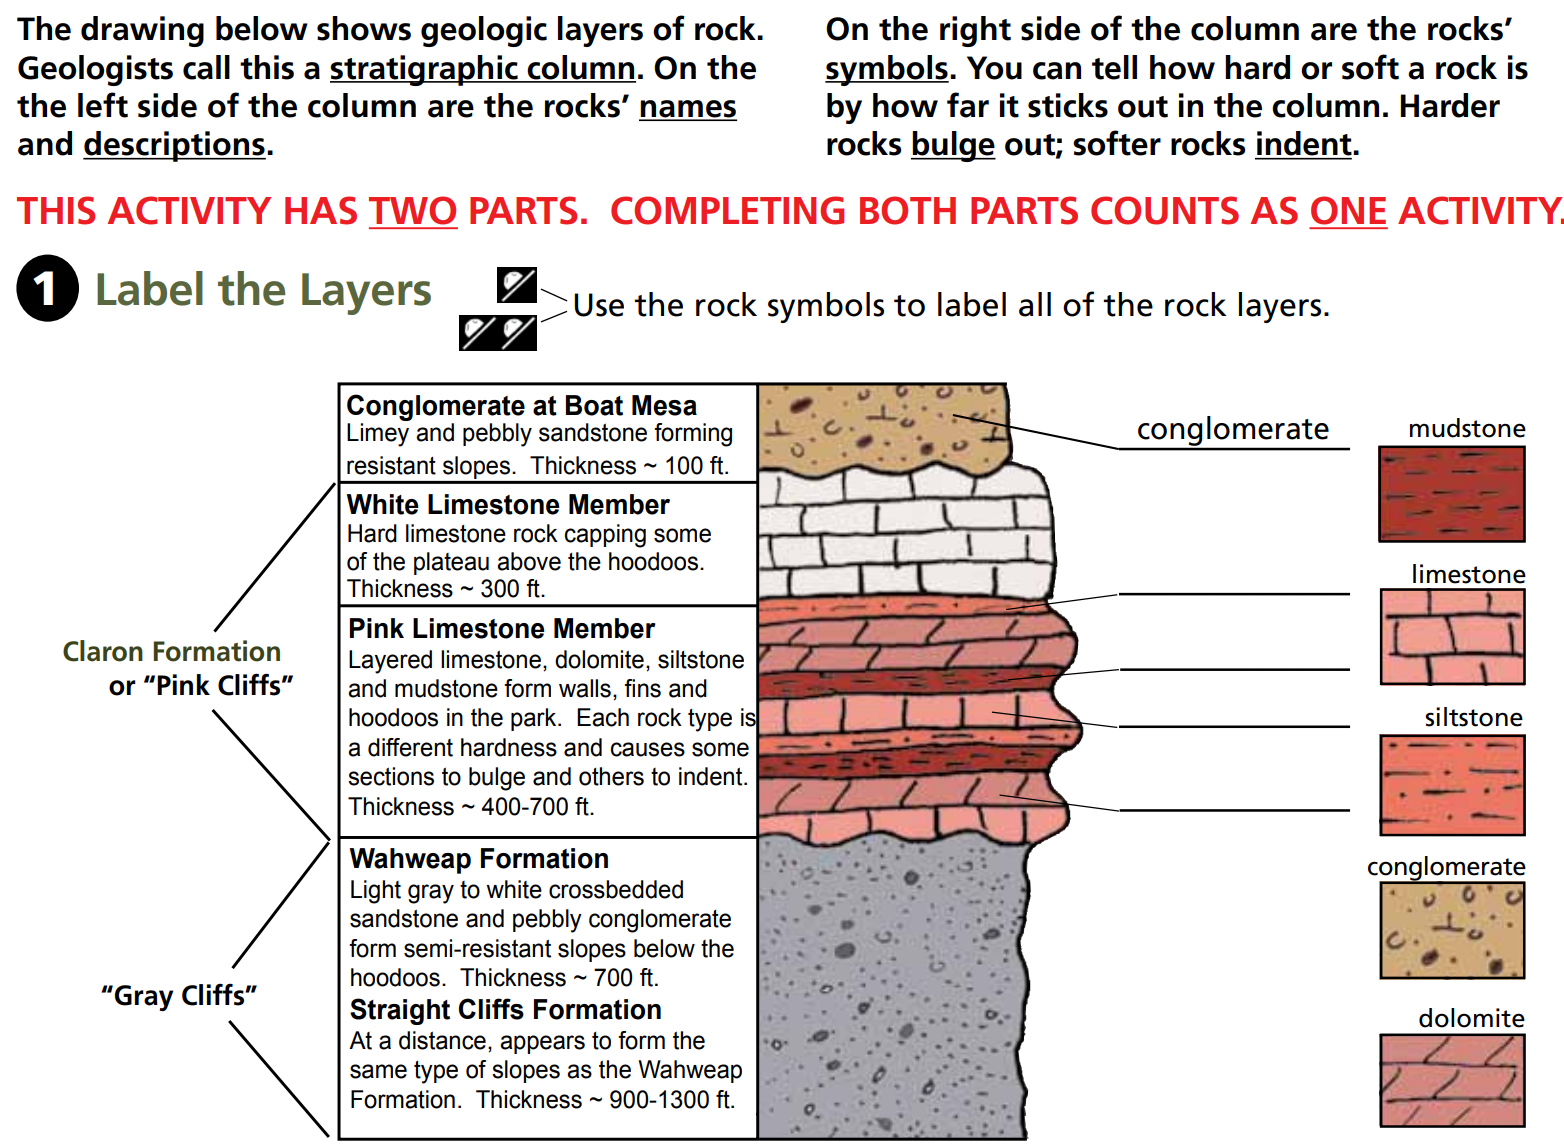 The drawing below shows geologic layers of rock.
Geologists call this a stratigraphic column. On the
the left side of the column are the rocks’ names
and descriptions.
On the right side of the column are the rocks’
symbols. You can tell how hard or soft a rock is
by how far it sticks out in the column. Harder
rocks bulge out; softer rocks indent.
THIS ACTIVITY HAS TWO PARTS. COMPLETING BOTH PARTS COUNTS AS ONE ACTIVITY.
1 Label the Layers
Use the rock symbols to label all of the rock layers.
Conglomerate at Boat Mesa
Limey and pebbly sandstone forming
resistant slopes. Thickness ~ 100 ft.
White Limestone Member
Hard limestone rock capping some
of the plateau above the hoodoos.
Thickness ~ 300 ft.
Pink Limestone Member
Layered limestone, dolomite, siltstone
and mudstone form walls, fins and
hoodoos in the park. Each rock type is
a different hardness and causes some
sections to bulge and others to indent.
Thickness ~ 400-700 ft.
Wahweap Formation
Light gray to white crossbedded
sandstone and pebbly conglomerate
form semi-resistant slopes below the
hoodoos. Thickness ~ 700 ft.
Straight Cliffs Formation
At a distance, appears to form the
same type of slopes as the Wahweap
Formation. Thickness ~ 900-1300 ft.
Claron Formation
or “Pink Cliffs”
“Gray Cliffs”
conglomerate
mudstone
limestone
siltstone
conglomerate
dolomite